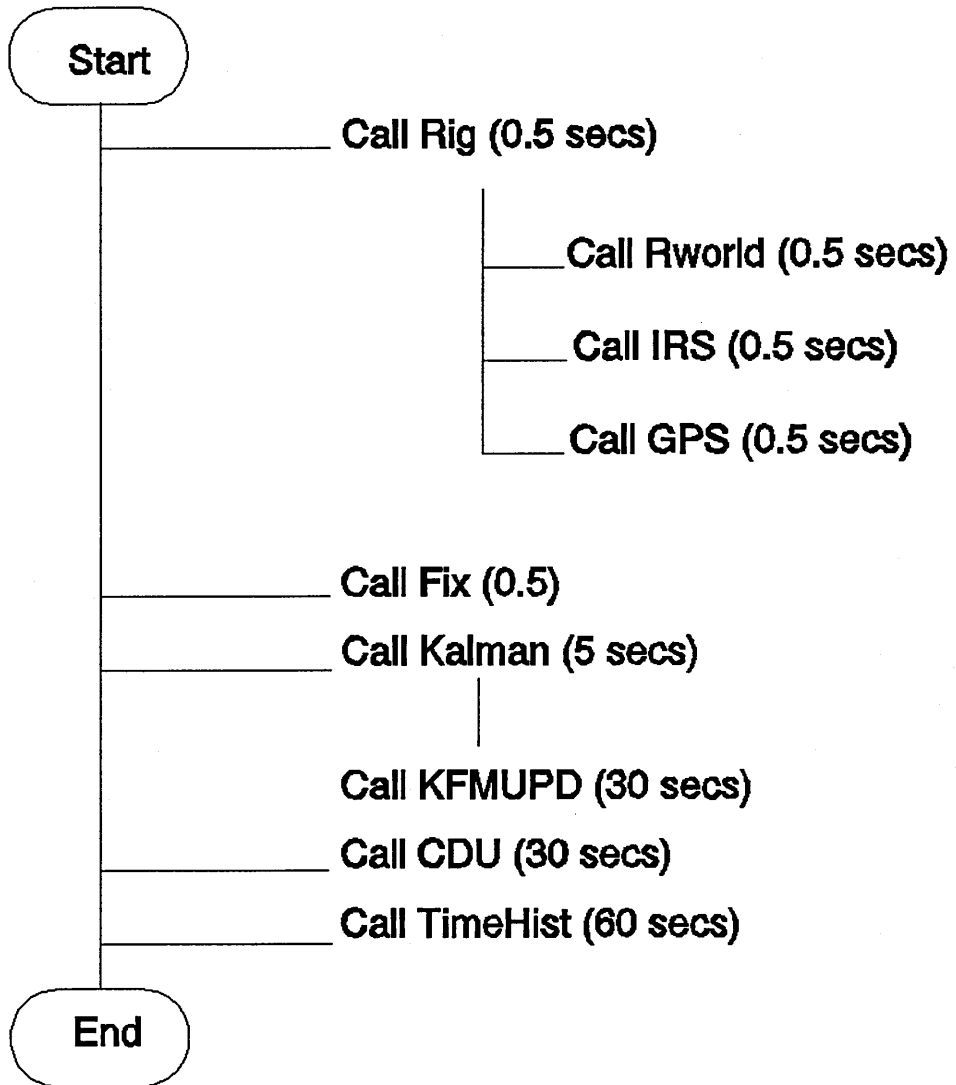 Start
Call Rig (0.5 secs)
Call Rworld (0.5 secs)
Call IRS (0.5 secs)
Call GPS (0.5 secs)
Call Fix (0.5)
Call Kalman (5 secs)
Call KFMUPD (30 secs)
Call CDU (30 secs)
Call TimeHist (60 secs)
End